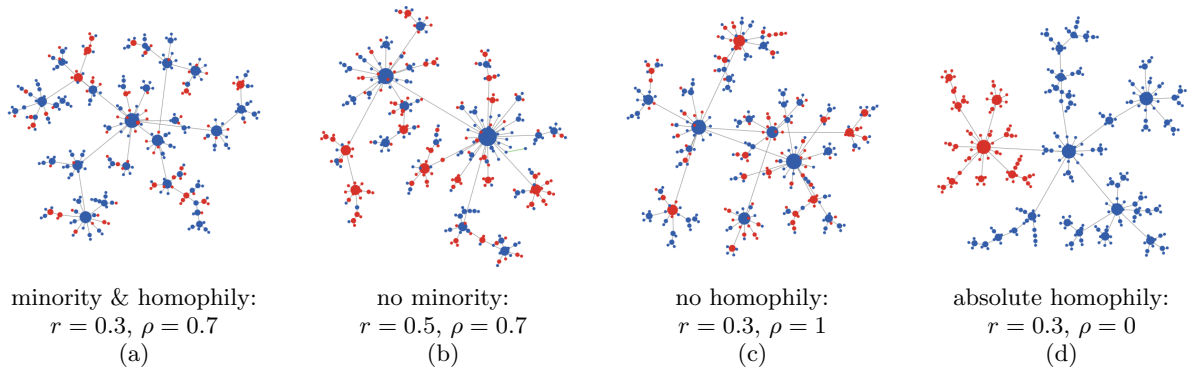 minority & homophily:
r = 0.3, ρ = 0.7
(a)
no minority:
r = 0.5, ρ = 0.7
(b)
no homophily:
r = 0.3, ρ = 1
(c)
absolute homophily:
r = 0.3, ρ = 0
(d)